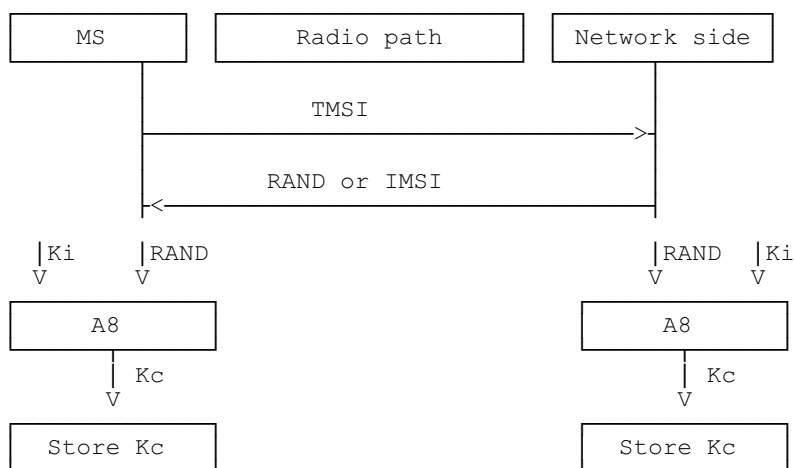 MS Radio path Network side
TMSI
RAND or IMSI
Ki RAND RAND Ki
V V V V
A8 A8
Kc Kc
V V
Store Kc Store Kc